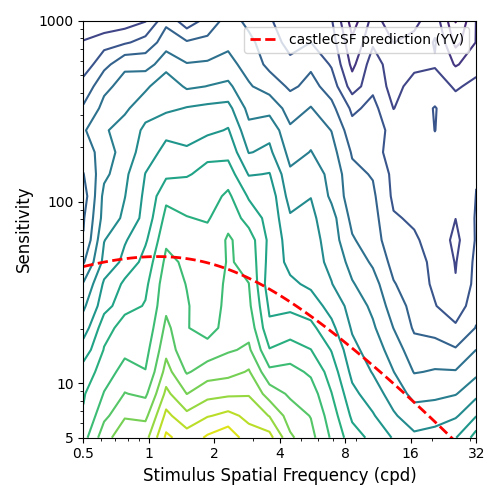 1000
castleCSF prediction (YV)
100
Sensitivity
10
5
0.5 1 2 4 8 16 32
Stimulus Spatial Frequency (cpd)